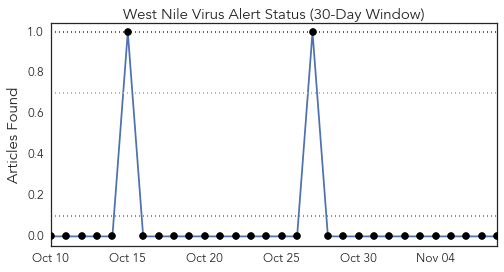 West Nile Virus Alert Status (30-Day Window)
Articles Found
1.0
0.8
0.6
0.4
0.2
0.0
Oct 10 Oct 15 Oct 20 Oct 25 Oct 30 Nov 04